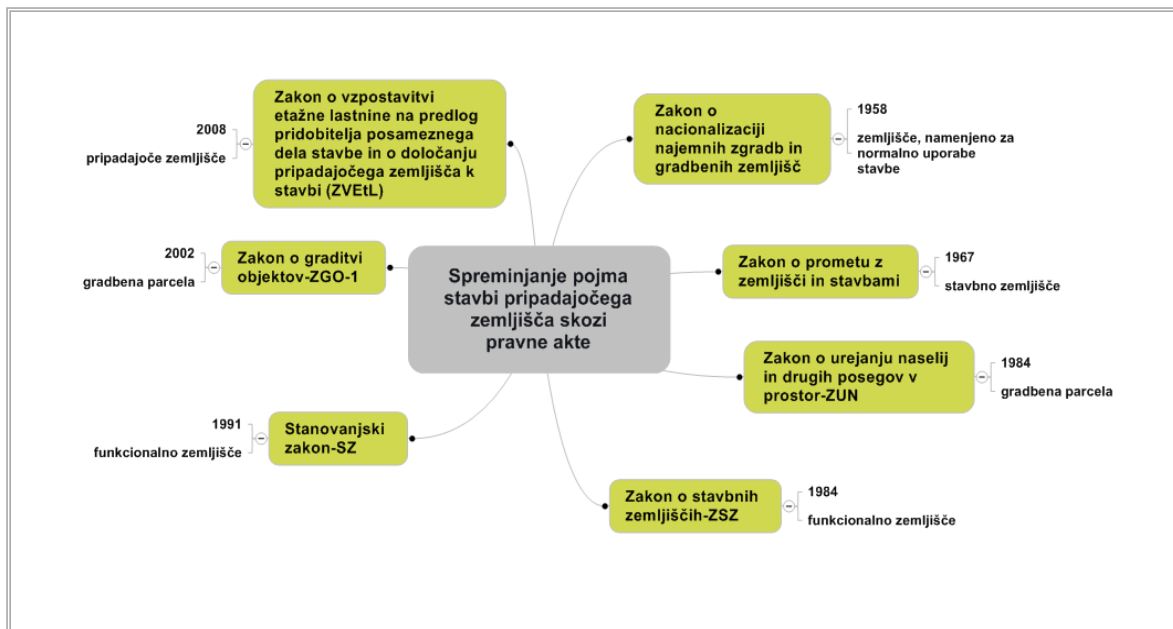 Spreminjanje pojma
stavbi pripadajočega
zemljišča skozi
pravne akte
Zakon o
nacionalizaciji
najemnih zgradb in
gradbenih zemljišč
1958
zemljišče, namenjeno za
normalno uporabe
stavbe
Zakon o prometu z
zemljišči in stavbami
1967
stavbno zemljišče
Zakon o urejanju naselij
in drugih posegov v
prostor-ZUN
1984
gradbena parcela
Zakon o stavbnih
zemljiščih-ZSZ
1984
funkcionalno zemljišče
Stanovanjski
zakon-SZ
1991
funkcionalno zemljišče
Zakon o graditvi
objektov-ZGO-1
2002
gradbena parcela
Zakon o vzpostavitvi
etažne lastnine na predlog
pridobitelja posameznega
dela stavbe in o določanju
pripadajočega zemljišča k
stavbi (ZVEtL)
2008
pripadajoče zemljišče